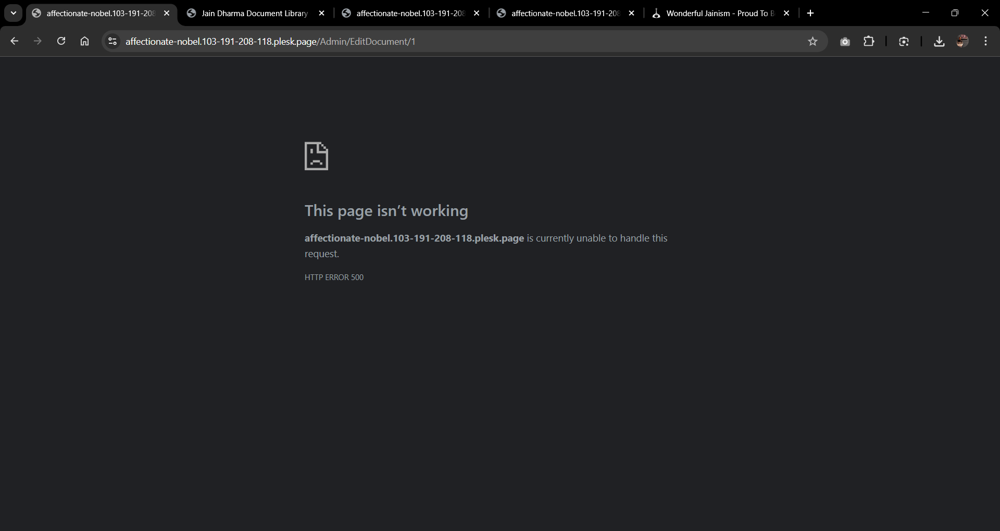 affectionate-nobel.103-191-208
Jain Dharma Document Library
affectionate-nobel.103-191-208
affectionate-nobel.103-191-208
Wonderful Jainism - Proud To B
affectionate-nobel.103-191-208-118.plesk.page/Admin/EditDocument/1
This page isn’t working
affectionate-nobel.103-191-208-118.plesk.page is currently unable to handle this
request.
HTTP ERROR 500